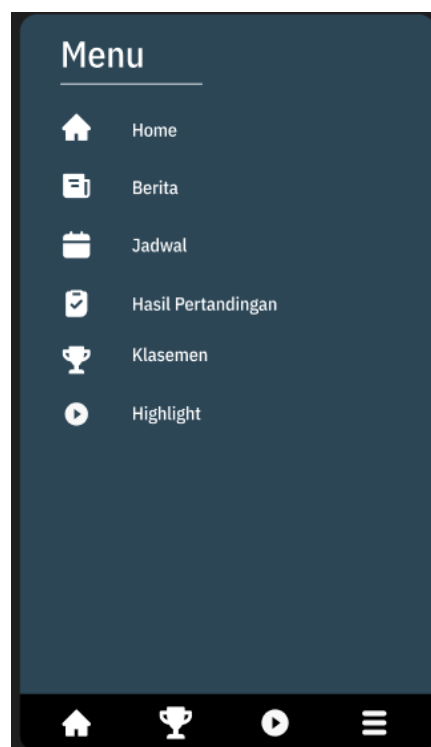 Menu
Home
Berita
Jadwal
Hasil Pertandingan
Klasemen
Highlight